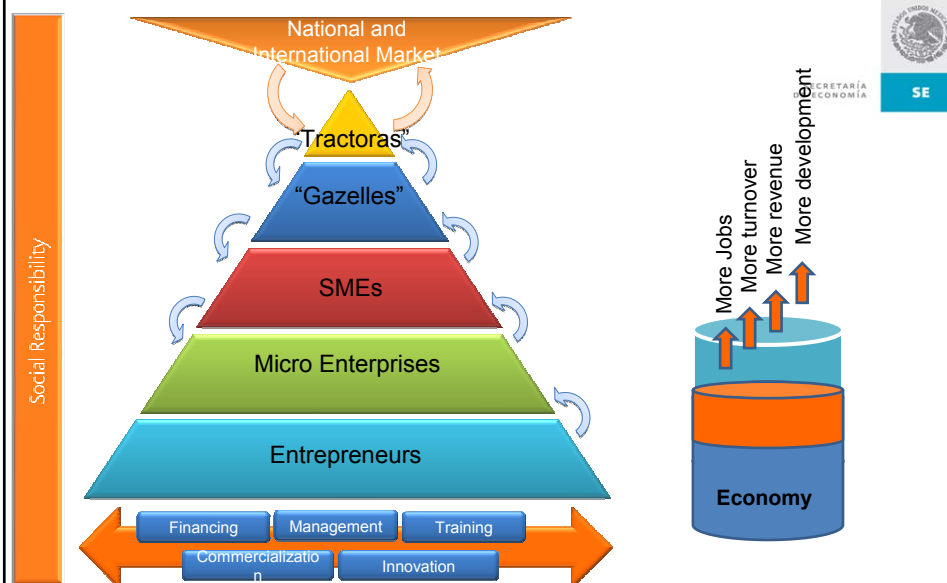 National and
International Market
"Tractoras"
“Gazelles”
SMEs
Micro Enterprises
Entrepreneurs
Financing
Management
Training
Commercializatio
n
Innovation
Social Responsibility
SECRETARÍA
DE ECONOMÍA
SE
More Jobs
More turnover
More revenue
More development
Economy